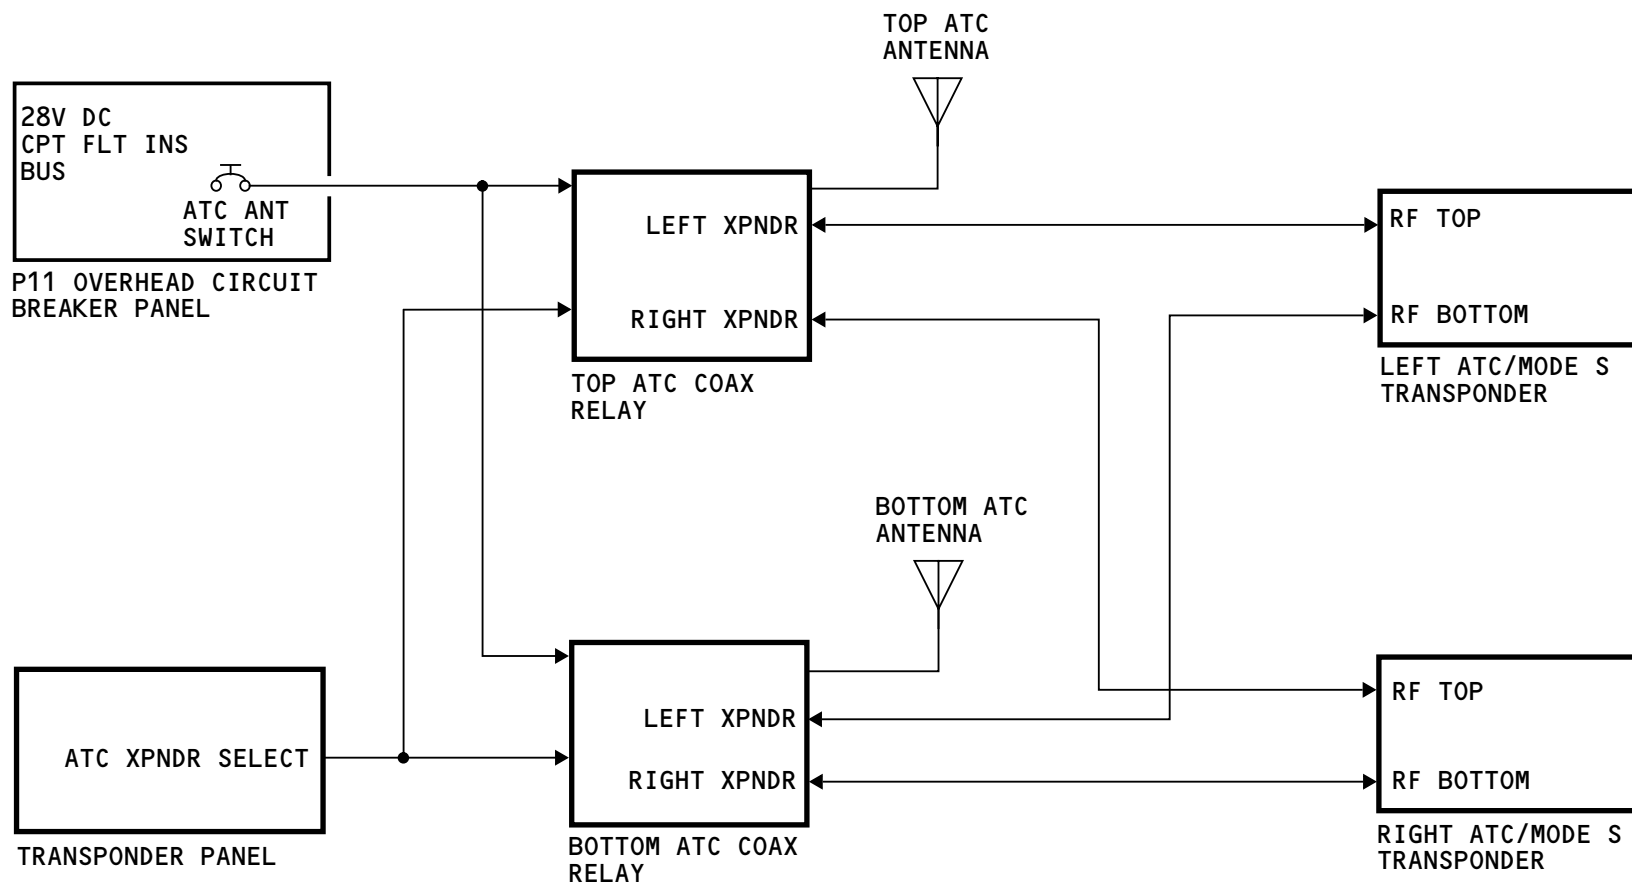 TOP ATC
ANTENNA
28V DC
CPT FLT INS
BUS
ATC ANT
SWITCH
P11 OVERHEAD CIRCUIT
BREAKER PANEL
LEFT XPNDR
RIGHT XPNDR
TOP ATC COAX
RELAY
RF TOP
RF BOTTOM
LEFT ATC/MODE S
TRANSPONDER
BOTTOM ATC
ANTENNA
ATC XPNDR SELECT
TRANSPONDER PANEL
LEFT XPNDR
RIGHT XPNDR
BOTTOM ATC COAX
RELAY
RF TOP
RF BOTTOM
RIGHT ATC/MODE S
TRANSPONDER